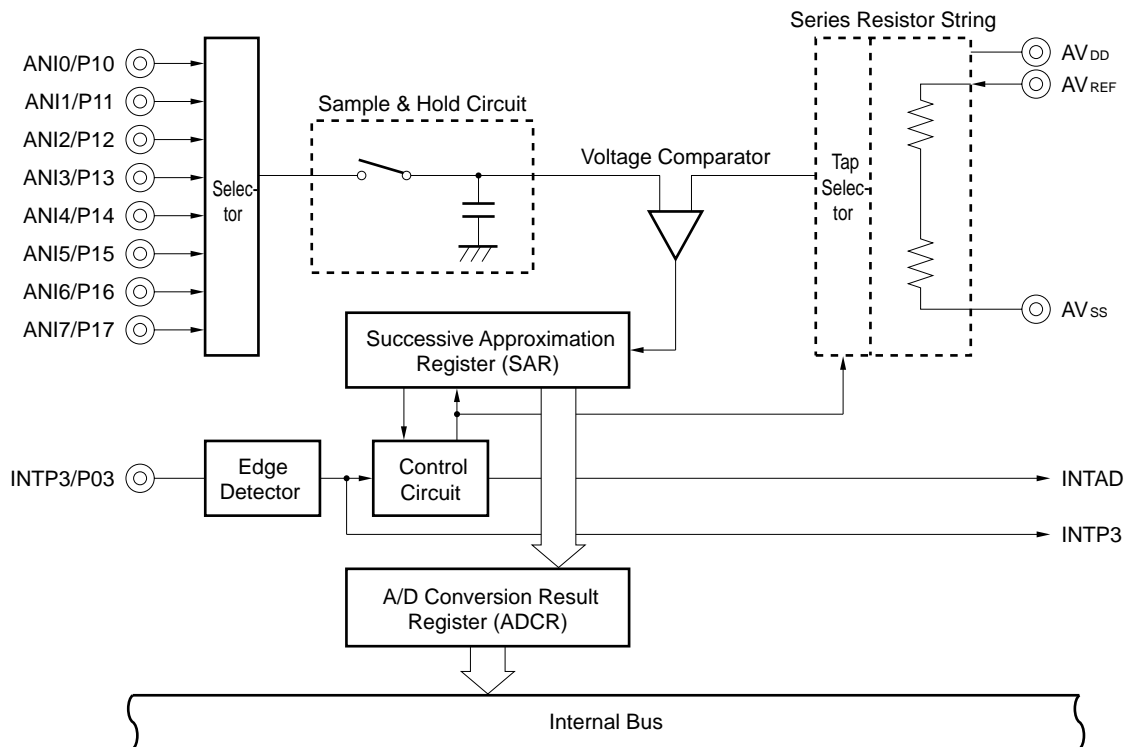 Series Resistor String
ANI0/P10
ANI1/P11
ANI2/P12
ANI3/P13
ANI4/P14
ANI5/P15
ANI6/P16
ANI7/P17
Selec-
tor
Sample & Hold Circuit
Voltage Comparator
Tap
Selec-
tor
AVDD
AVREF
AVSS
Successive Approximation
Register (SAR)
INTP3/P03
Edge
Detector
Control
Circuit
INTAD
INTP3
A/D Conversion Result
Register (ADCR)
Internal Bus